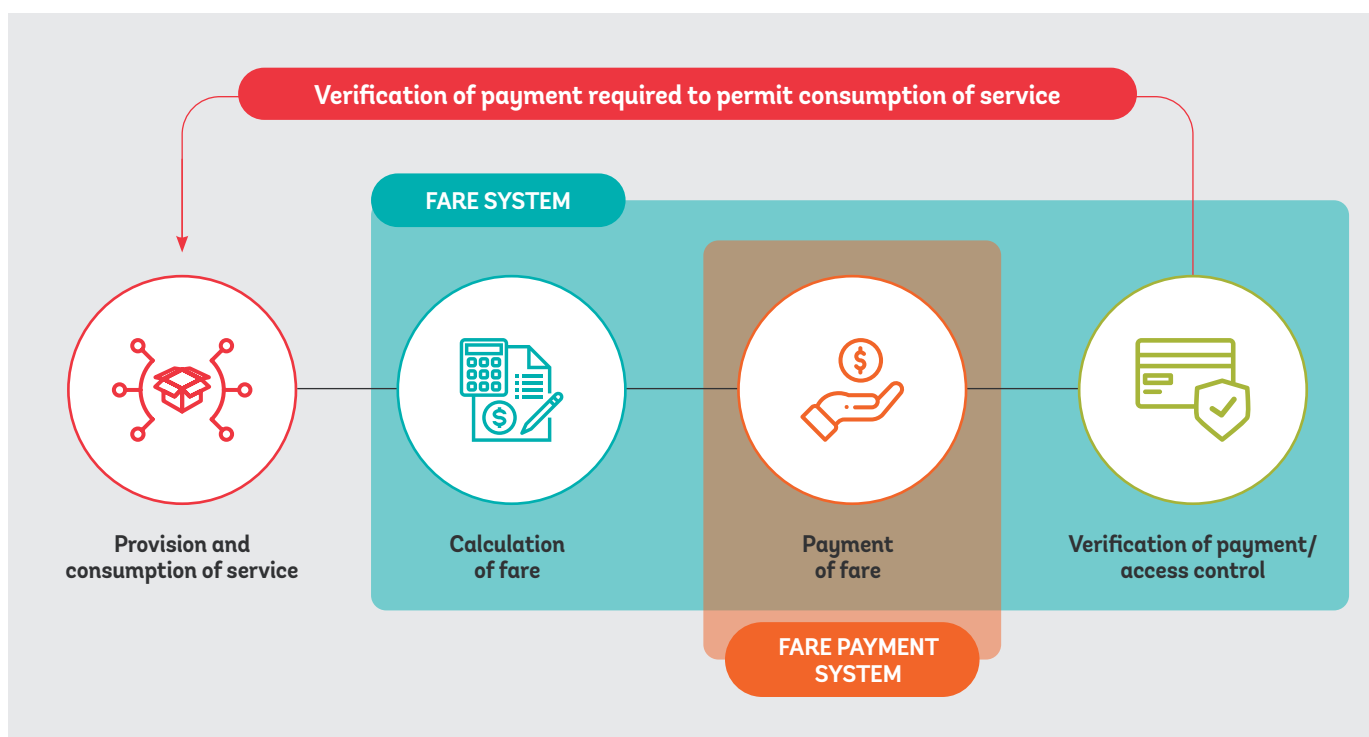 Verification of payment required to permit consumption of service
FARE SYSTEM
$
$
Provision and
consumption of service
Calculation
of fare
Payment
of fare
Verification of payment/
access control
FARE PAYMENT
SYSTEM